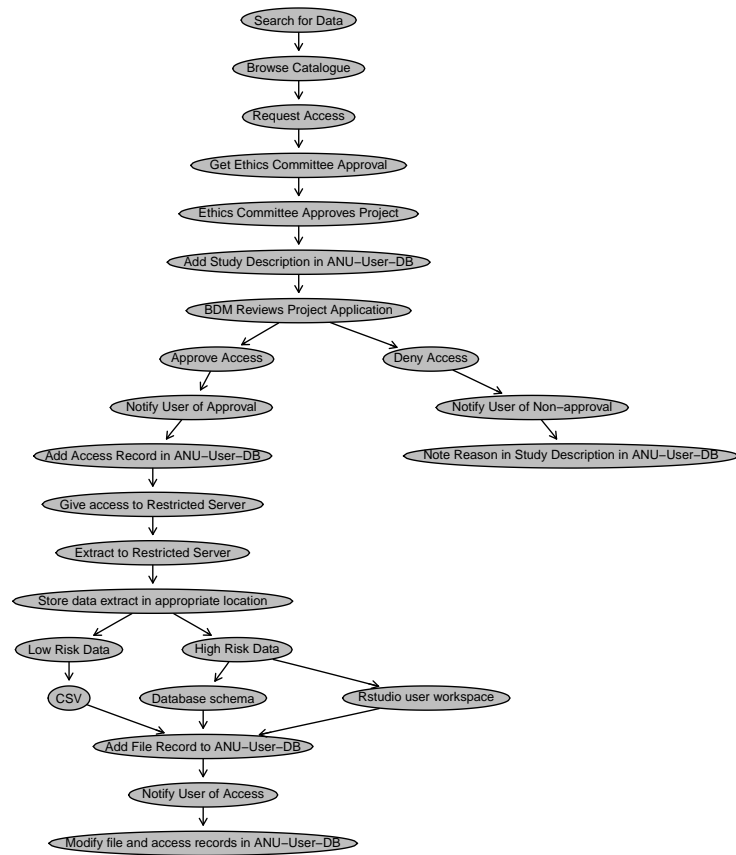 Search for Data
Browse Catalogue
Request Access
Get Ethics Committee Approval
Ethics Committee Approves Project
Add Study Description in ANU−User−DB
BDM Reviews Project Application
Approve Access
Deny Access
Notify User of Approval
Notify User of Non−approval
Add Access Record in ANU−User−DB
Note Reason in Study Description in ANU−User−DB
Give access to Restricted Server
Extract to Restricted Server
Store data extract in appropriate location
Low Risk Data
High Risk Data
CSV
Database schema
Rstudio user workspace
Add File Record to ANU−User−DB
Notify User of Access
Modify file and access records in ANU−User−DB